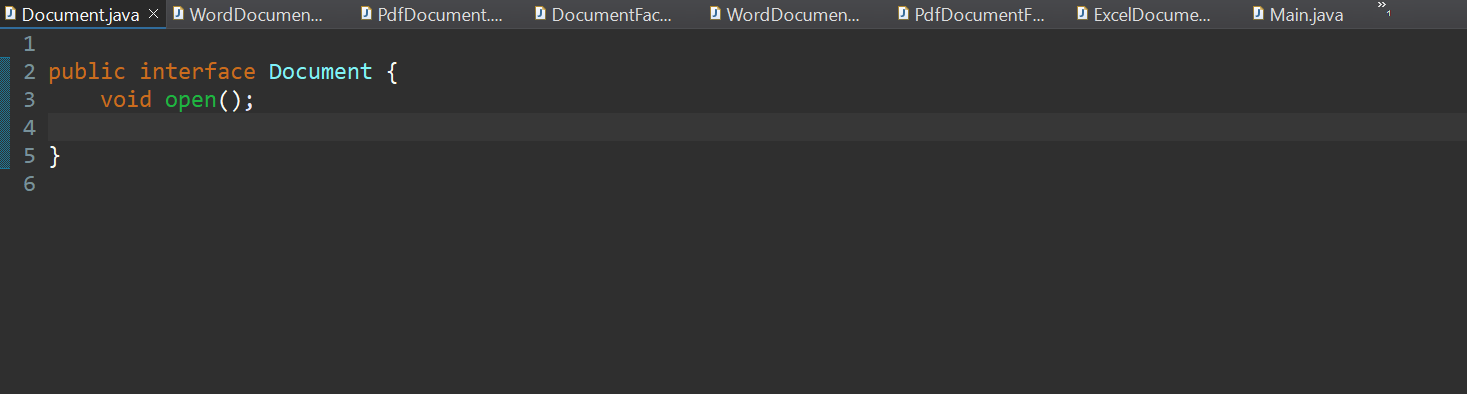 Document.java
WordDocumen...
PdfDocument....
DocumentFac...
WordDocumen...
PdfDocumentF...
ExcelDocume...
Main.java
»1
1
2 public interface Document {
3     void open();
4
5 }
6